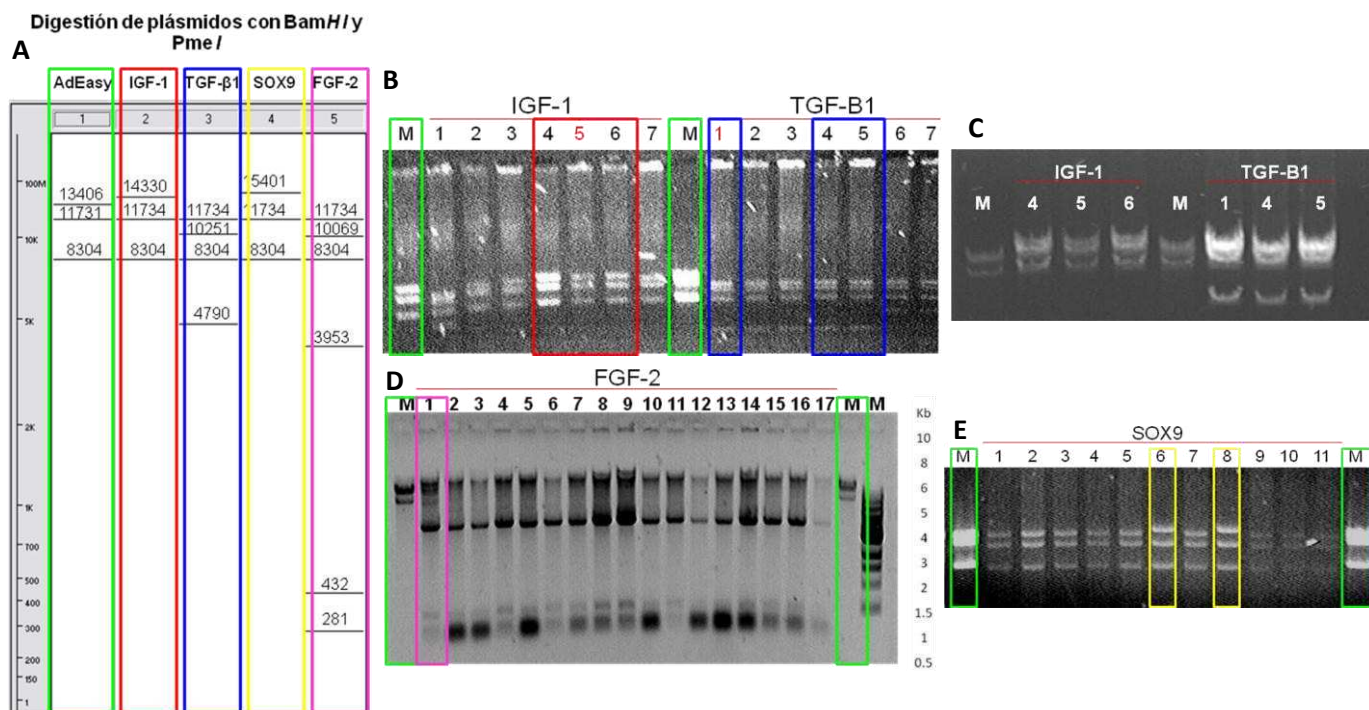 Digestión de plásmidos con BamH I y
Pme I
A
AdEasy IGF-1 TGF-β1 SOX9 FGF-2
1 2 3 4 5
100M
10K
5K
2K
1K
700
500
400
300
200
150
1
13406 14330 15401
11731 11734 11734 11734 11734
10251 10069
8304 8304 8304 8304
4790
3953
432
281
B
IGF-1 TGF-B1
M 1 2 3 4 5 6 7 M 1 2 3 4 5 6 7
C
IGF-1 TGF-B1
M 4 5 6 M 1 4 5
D
FGF-2
M 1 2 3 4 5 6 7 8 9 10 11 12 13 14 15 16 17 M M
Kb
10
8
6
5
4
3
2
1.5
1
0.5
E
SOX9
M 1 2 3 4 5 6 7 8 9 10 11 M